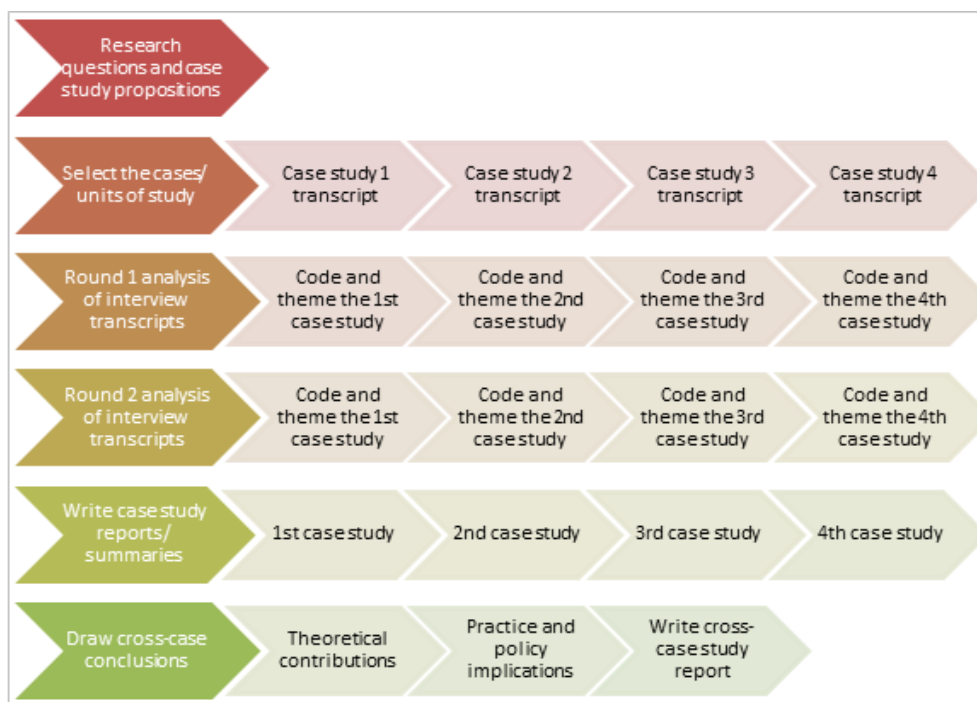 Research
questions and case
study propositions
Select the cases/
units of study
Case study 1
transcript
Case study 2
transcript
Case study 3
transcript
Case study 4
tanscript
Round 1 analysis
of interview
transcripts
Code and
theme the 1st
case study
Code and
theme the 2nd
case study
Code and
theme the 3rd
case study
Code and
theme the 4th
case study
Round 2 analysis
of interview
transcripts
Code and
theme the 1st
case study
Code and
theme the 2nd
case study
Code and
theme the 3rd
case study
Code and
theme the 4th
case study
Write case study
reports/
summaries
1st case study
2nd case study
3rd case study
4th case study
Draw cross-case
conclusions
Theoretical
contributions
Practice and
policy
implications
Write cross-
case study
report